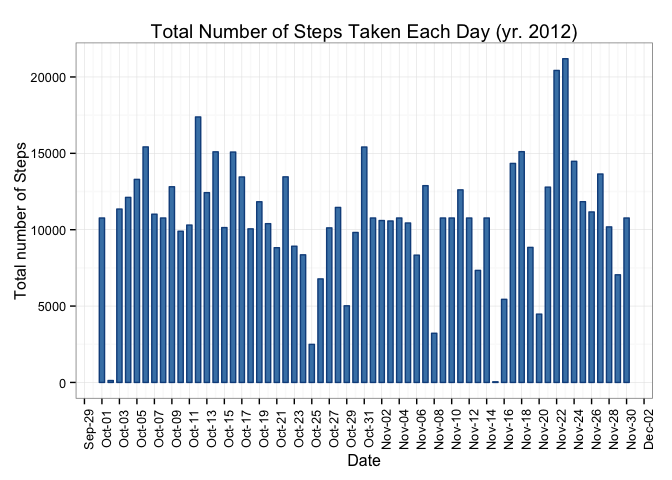 Total Number of Steps Taken Each Day (yr. 2012)
Total number of Steps
20000
15000
10000
5000
0
Sep-29
Oct-01
Oct-03
Oct-05
Oct-07
Oct-09
Oct-11
Oct-13
Oct-15
Oct-17
Oct-19
Oct-21
Oct-23
Oct-25
Oct-27
Oct-29
Oct-31
Nov-02
Nov-04
Nov-06
Nov-08
Nov-10
Nov-12
Nov-14
Nov-16
Nov-18
Nov-20
Nov-22
Nov-24
Nov-26
Nov-28
Nov-30
Dec-02
Date